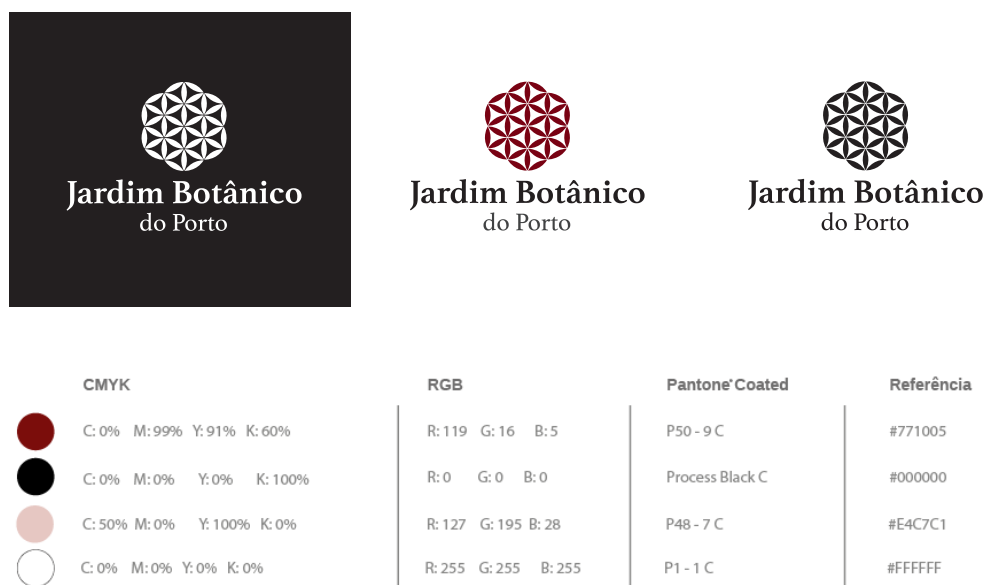 Jardim Botânico
do Porto
Jardim Botânico
do Porto
Jardim Botânico
do Porto
CMYK RGB Pantone® Coated Referência
C: 0% M: 99% Y: 91% K: 60% R: 119 G: 16 B: 5 P50 - 9 C #771005
C: 0% M: 0% Y: 0% K: 100% R: 0 G: 0 B: 0 Process Black C #000000
C: 50% M: 0% Y: 100% K: 0% R: 127 G: 195 B: 28 P48 - 7 C #E4C7C1
C: 0% M: 0% Y: 0% K: 0% R: 255 G: 255 B: 255 P1 - 1 C #FFFFFF